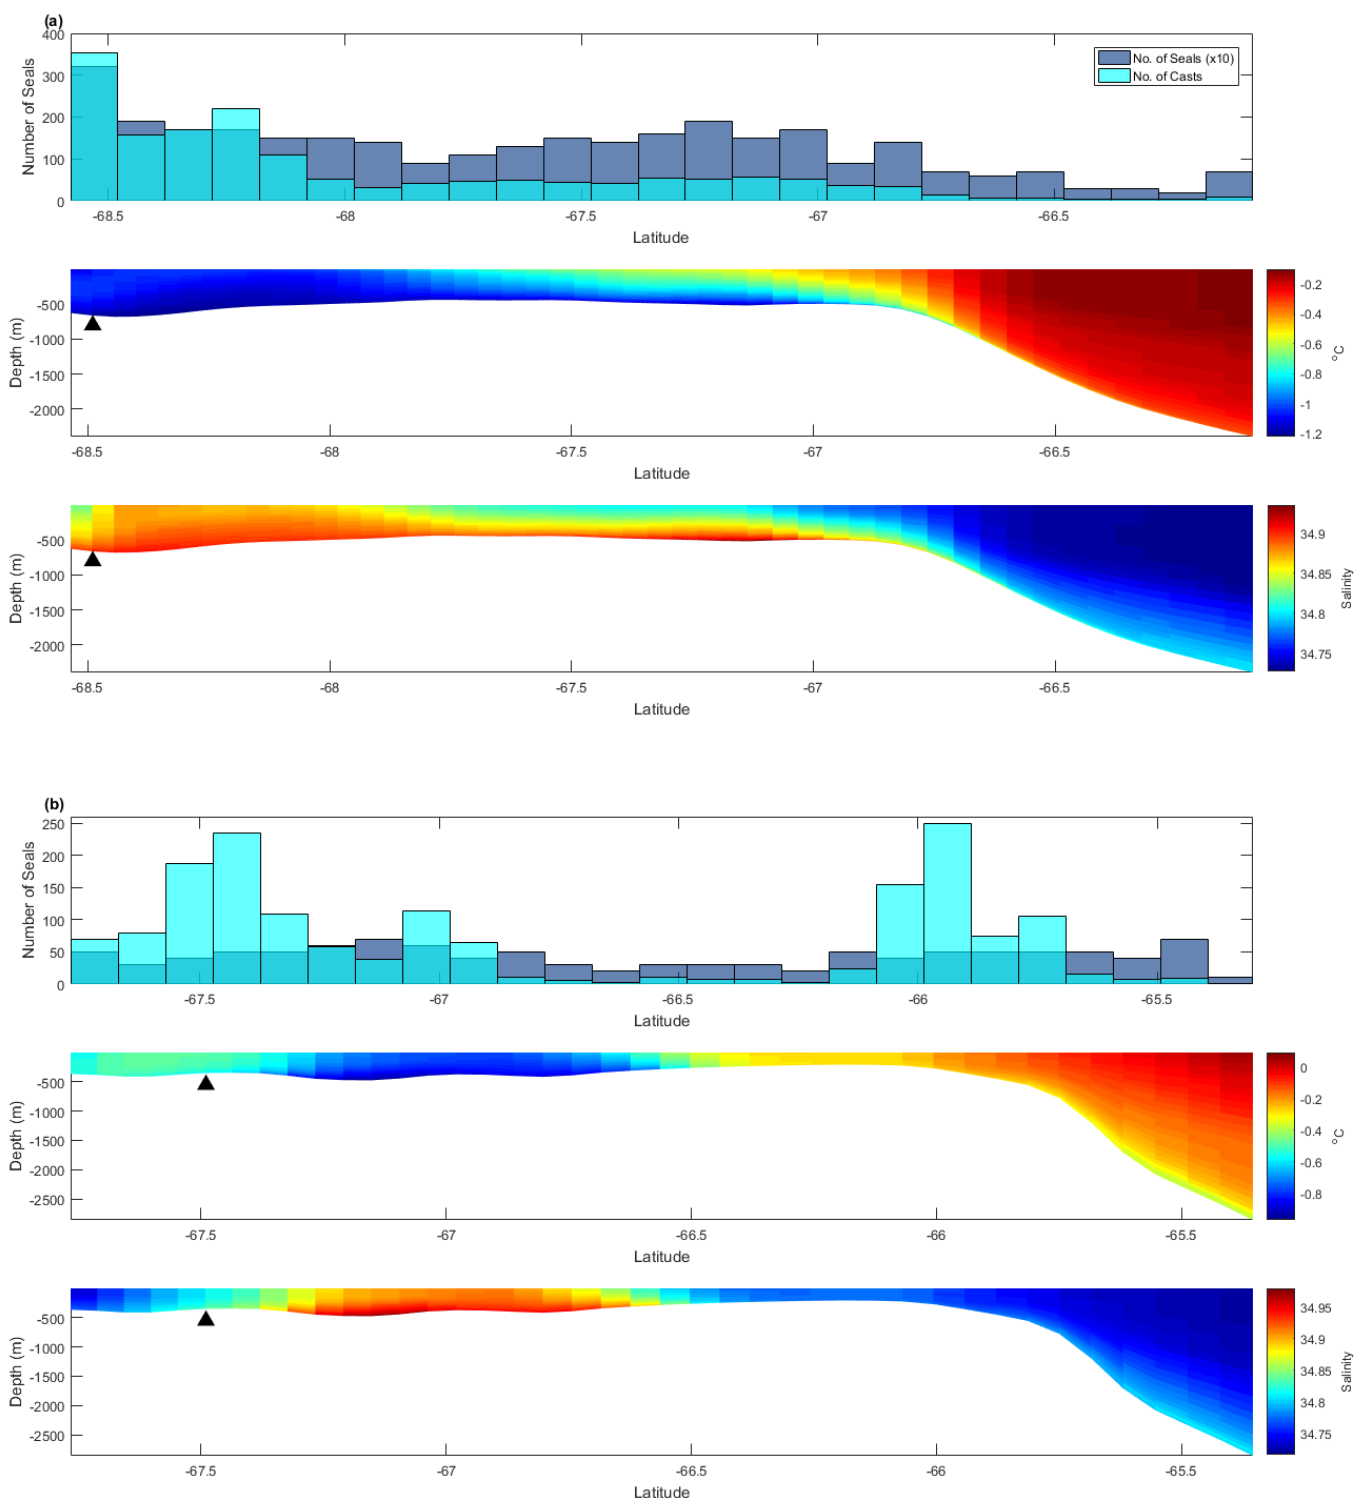 (a)
400
300
200
100
0
Number of Seals
No. of Seals (x10)
No. of Casts
-68.5 -68 -67.5 -67 -66.5
Latitude
-500
-1000
-1500
-2000
Depth (m)
-0.2
-0.4
-0.6
-0.8
-1
-1.2
°C
-68.5 -68 -67.5 -67 -66.5
Latitude
-500
-1000
-1500
-2000
Depth (m)
34.9
34.85
34.8
34.75
Salinity
-68.5 -68 -67.5 -67 -66.5
Latitude
(b)
250
200
150
100
50
0
Number of Seals
-67.5 -67 -66.5 -66 -65.5
Latitude
-500
-1000
-1500
-2000
-2500
Depth (m)
0
-0.2
-0.4
-0.6
-0.8
°C
-67.5 -67 -66.5 -66 -65.5
Latitude
-500
-1000
-1500
-2000
-2500
Depth (m)
34.95
34.9
34.85
34.8
34.75
Salinity
-67.5 -67 -66.5 -66 -65.5
Latitude